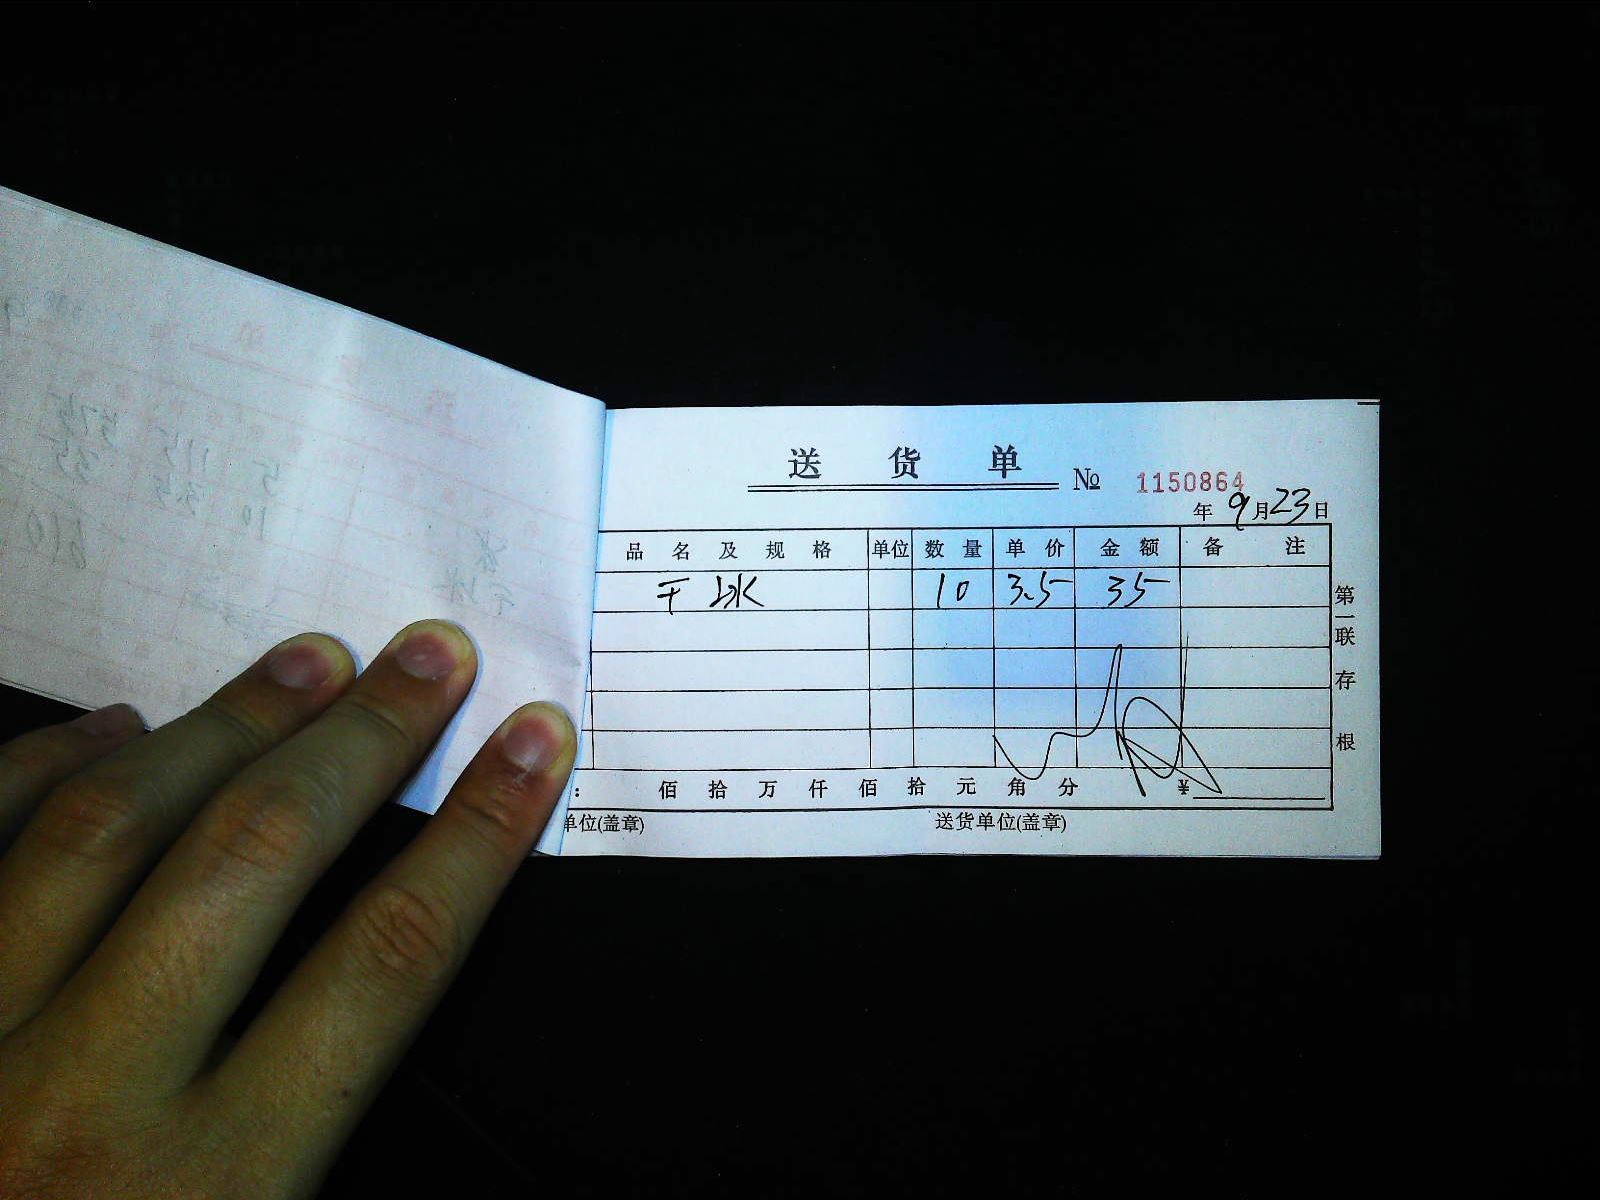 送货单 № 1150864
年9月23日
品名及规格 单位 数量 单价 金额 备注
干冰 10 3.5 35
第一联存根
: 佰拾万仟佰拾元角分 ¥
单位(盖章) 送货单位(盖章)